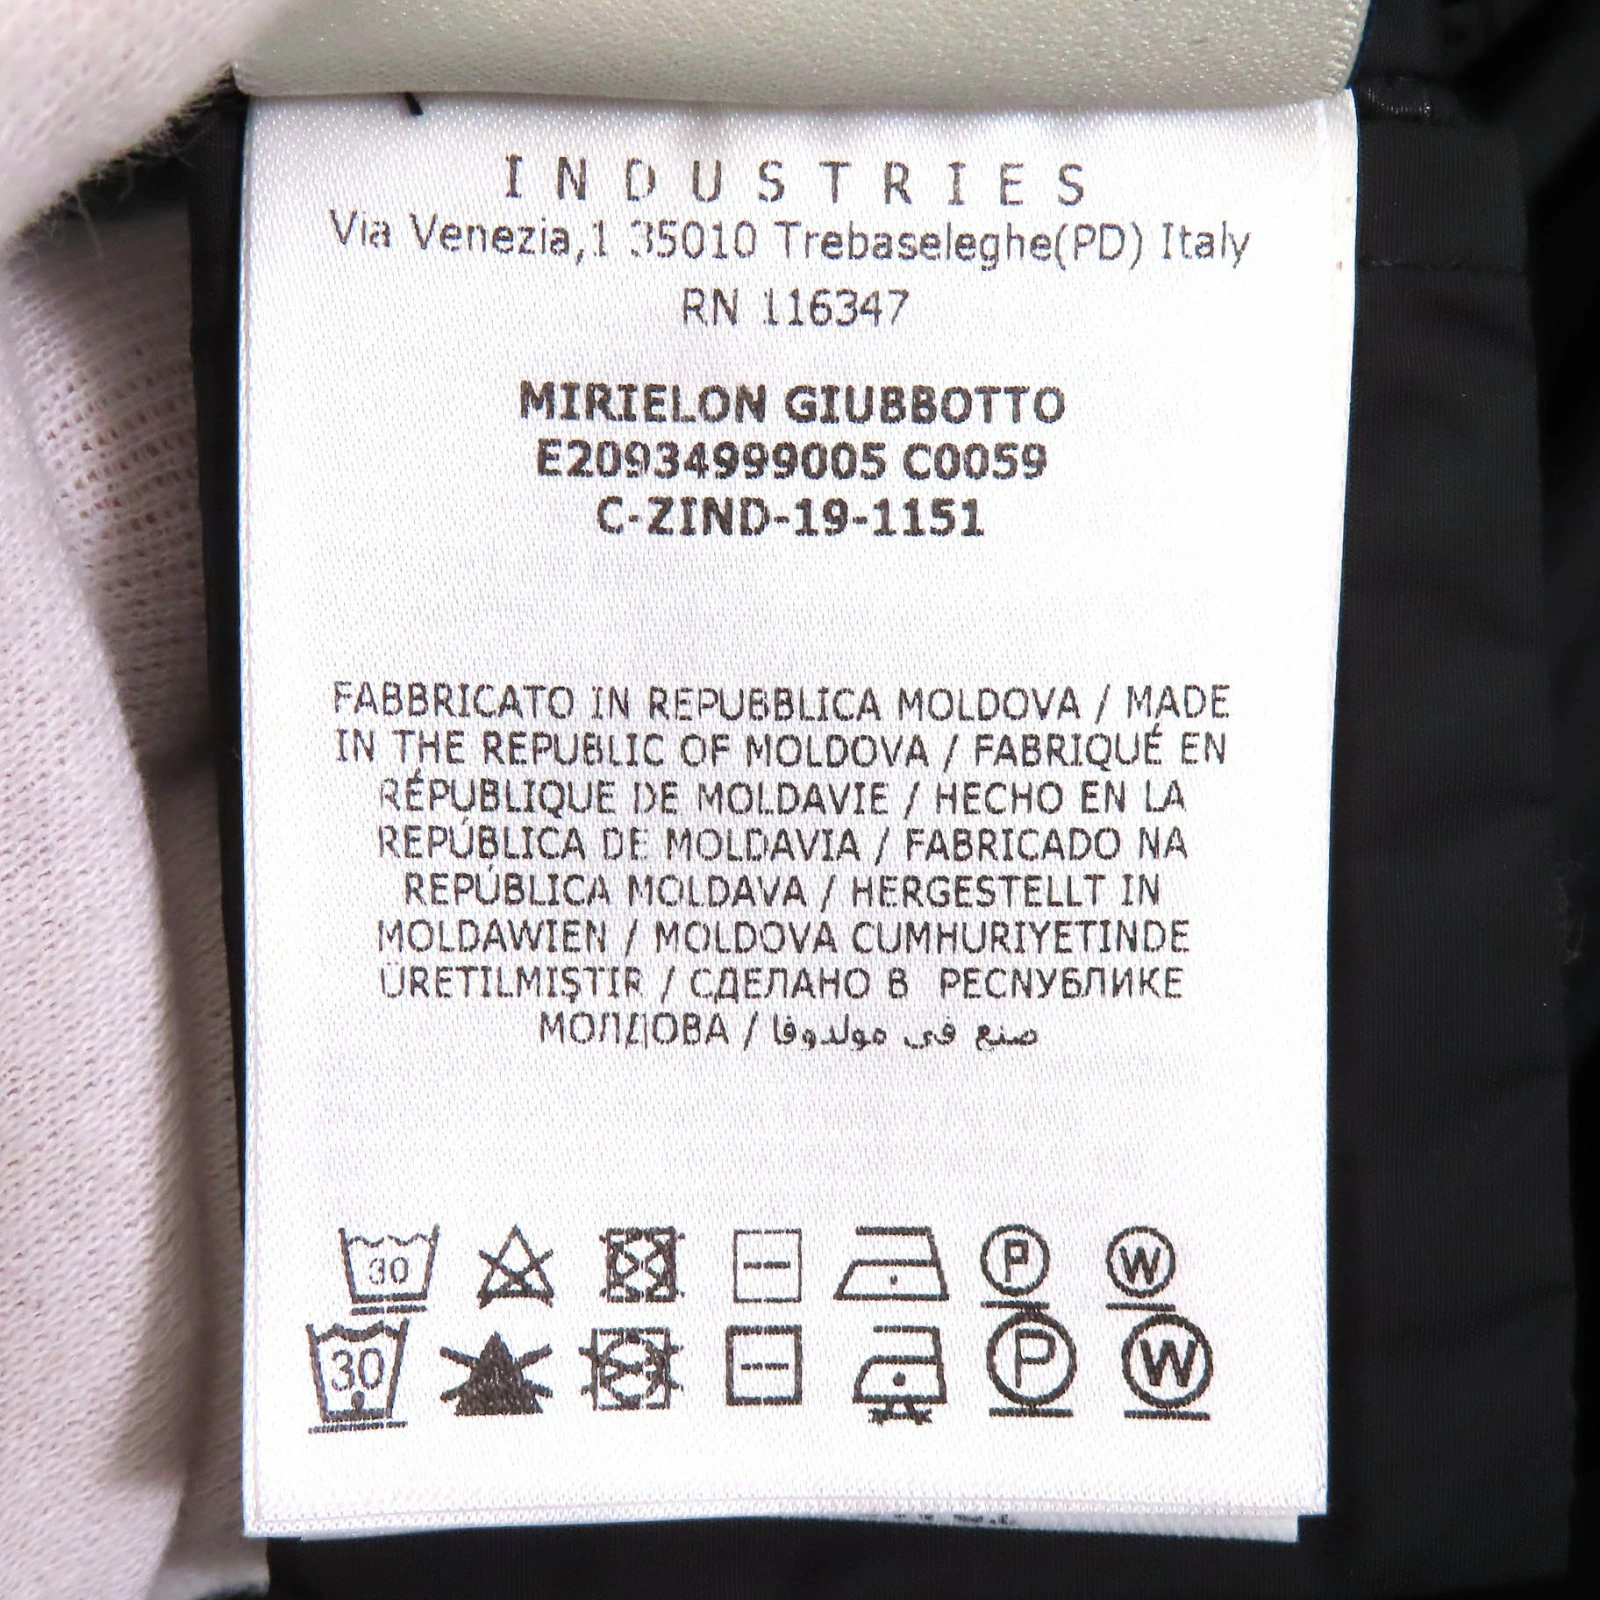 INDUSTRIES
Via Venezia,1 35010 Trebaseleghe(PD) Italy
RN 116347
MIRIELON GIUBBOTTO
E20934999005 C0059
C-ZIND-19-1151
FABBRICATO IN REPUBBLICA MOLDOVA / MADE
IN THE REPUBLIC OF MOLDOVA / FABRIQUÉ EN
RÉPUBLIQUE DE MOLDAVIE / HECHO EN LA
REPÚBLICA DE MOLDAVIA / FABRICADO NA
REPÚBLICA MOLDAVA / HERGESTELLT IN
MOLDAWIEN / MOLDOVA CUMHURIYETINDE
ÜRETILMIŞTIR / СДЕЛАНО В РЕСПУБЛИКЕ
МОЛДОВА / صنع في مولدوفا
30 P W
30 P W